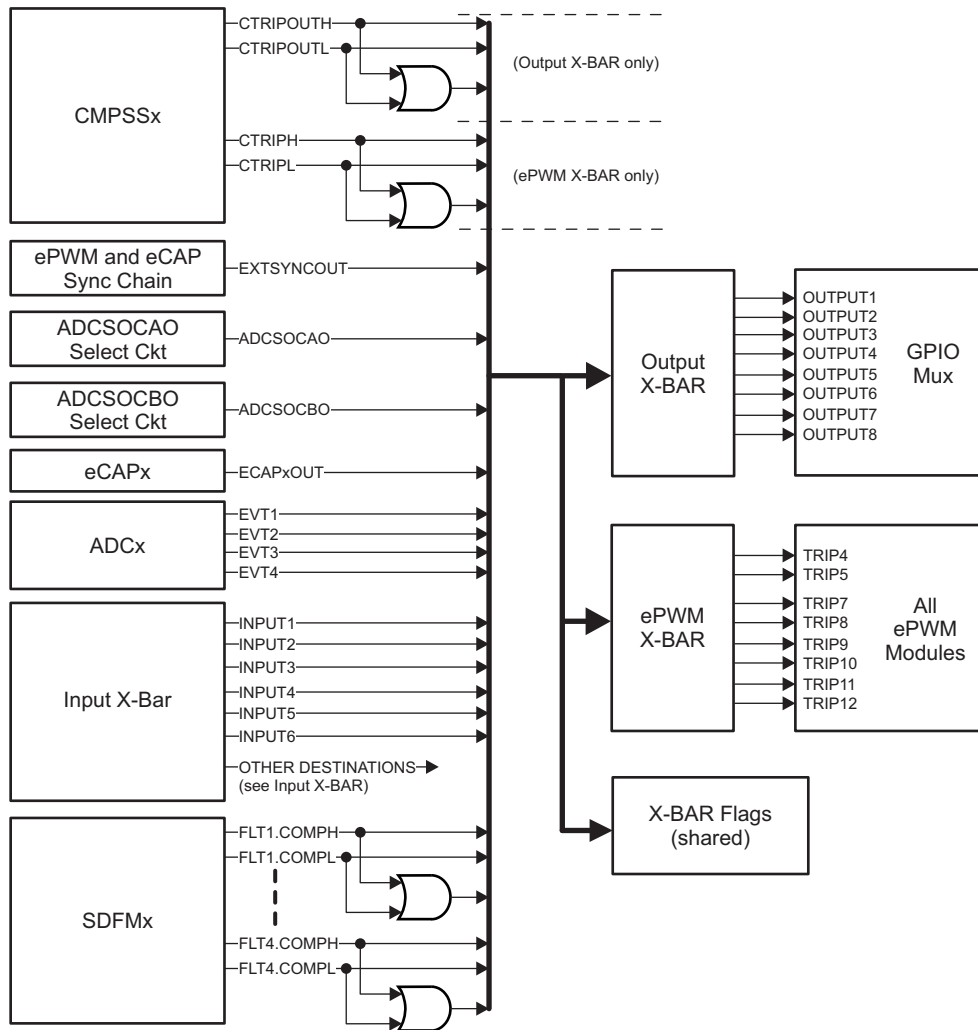 CMPSSx
CTRIPOUTH
CTRIPOUTL
(Output X-BAR only)
CTRIPH
CTRIPL
(ePWM X-BAR only)
ePWM and eCAP
Sync Chain
EXTSYNCOUT
ADCSOCAO
Select Ckt
ADCSOCAO
ADCSOCBO
Select Ckt
ADCSOCBO
eCAPx
ECAPxOUT
ADCx
EVT1
EVT2
EVT3
EVT4
Input X-Bar
INPUT1
INPUT2
INPUT3
INPUT4
INPUT5
INPUT6
OTHER DESTINATIONS
(see Input X-BAR)
SDFMx
FLT1.COMPH
FLT1.COMPL
FLT4.COMPH
FLT4.COMPL
Output
X-BAR
OUTPUT1
OUTPUT2
OUTPUT3
OUTPUT4
OUTPUT5
OUTPUT6
OUTPUT7
OUTPUT8
GPIO
Mux
ePWM
X-BAR
TRIP4
TRIP5
TRIP7
TRIP8
TRIP9
TRIP10
TRIP11
TRIP12
All
ePWM
Modules
X-BAR Flags
(shared)